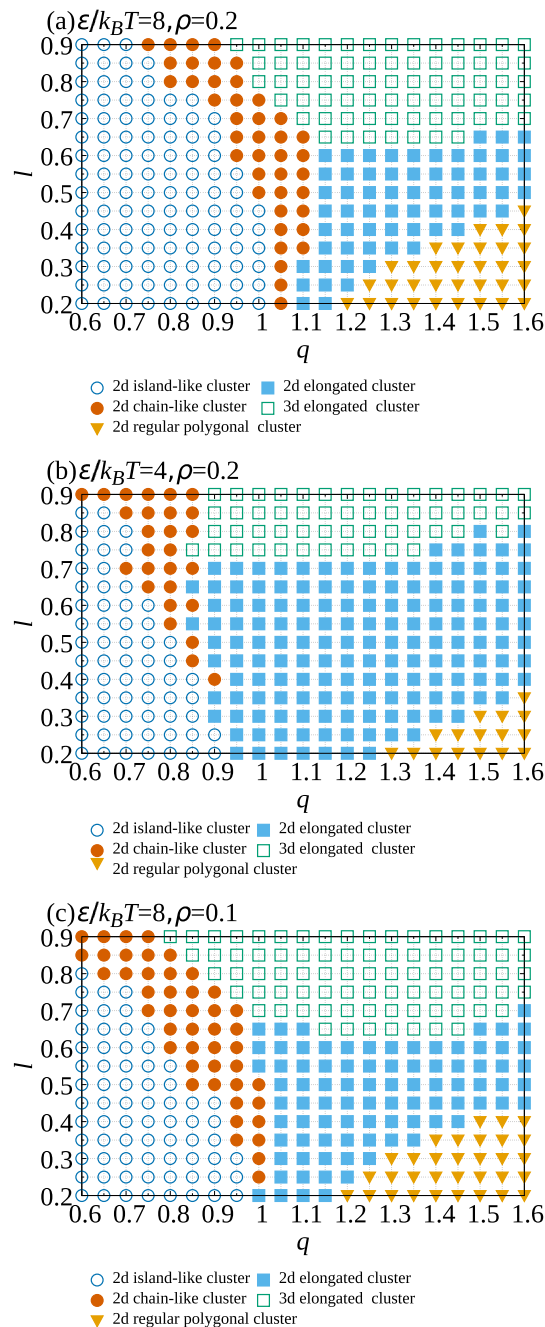 (a)ε/k_BT=8,ρ=0.2
0.9
0.8
0.7
0.6
0.5
0.4
0.3
0.2
l
0.6 0.7 0.8 0.9 1 1.1 1.2 1.3 1.4 1.5 1.6
q
2d island-like cluster 2d elongated cluster
2d chain-like cluster 3d elongated cluster
2d regular polygonal cluster
(b)ε/k_BT=4,ρ=0.2
0.9
0.8
0.7
0.6
0.5
0.4
0.3
0.2
l
0.6 0.7 0.8 0.9 1 1.1 1.2 1.3 1.4 1.5 1.6
q
2d island-like cluster 2d elongated cluster
2d chain-like cluster 3d elongated cluster
2d regular polygonal cluster
(c)ε/k_BT=8,ρ=0.1
0.9
0.8
0.7
0.6
0.5
0.4
0.3
0.2
l
0.6 0.7 0.8 0.9 1 1.1 1.2 1.3 1.4 1.5 1.6
q
2d island-like cluster 2d elongated cluster
2d chain-like cluster 3d elongated cluster
2d regular polygonal cluster